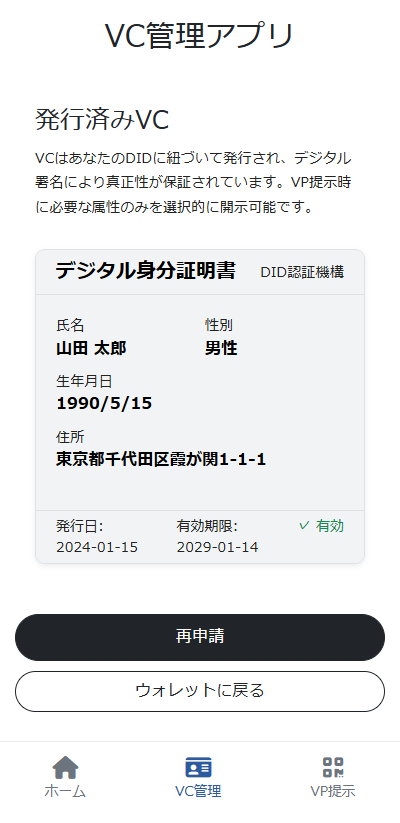 VC管理アプリ
発行済みVC
VCはあなたのDIDに紐づいて発行され、デジタル
署名により真正性が保証されています。VP提示時
に必要な属性のみを選択的に開示可能です。
デジタル身分証明書 DID認証機構
氏名 性別
山田 太郎 男性
生年月日
1990/5/15
住所
東京都千代田区霞が関1-1-1
発行日: 有効期限: ✓ 有効
2024-01-15 2029-01-14
再申請
ウォレットに戻る
ホーム VC管理 VP提示